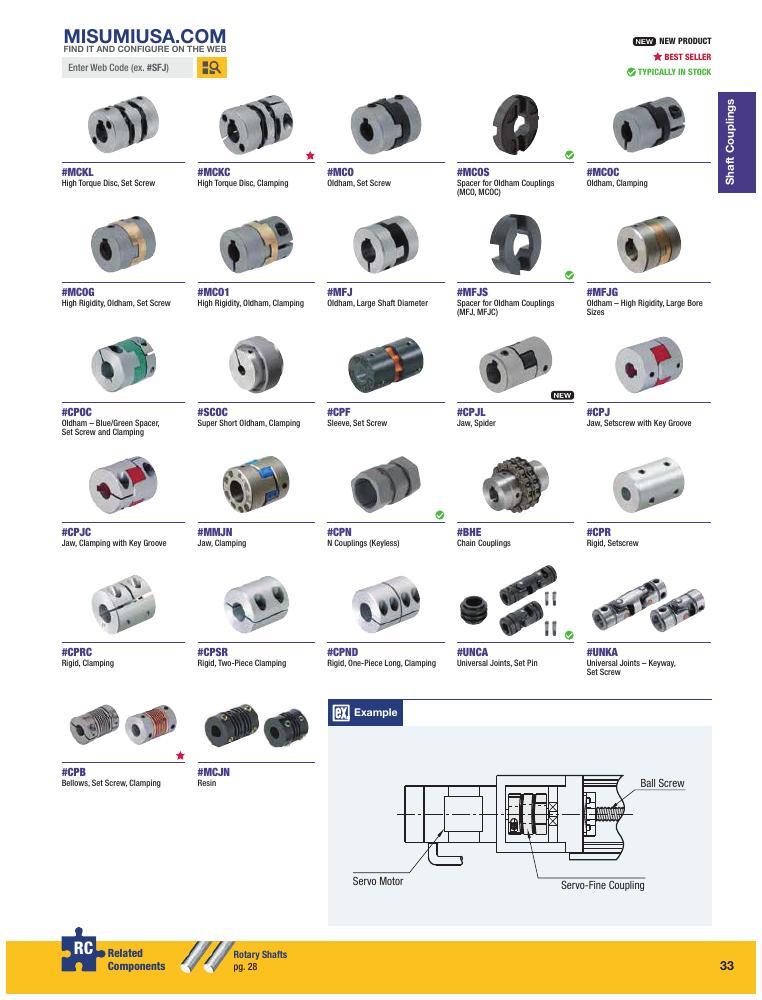 MISUMIUSA.COM
FIND IT AND CONFIGURE ON THE WEB
Enter Web Code (ex. #SFJ)
NEW NEW PRODUCT
BEST SELLER
TYPICALLY IN STOCK
Shaft Couplings
#MCKL
High Torque Disc, Set Screw
#MCKC
High Torque Disc, Clamping
#MCO
Oldham, Set Screw
#MCOS
Spacer for Oldham Couplings
(MCO, MCOC)
#MCOC
Oldham, Clamping
#MCOG
High Rigidity, Oldham, Set Screw
#MCO1
High Rigidity, Oldham, Clamping
#MFJ
Oldham, Large Shaft Diameter
#MFJS
Spacer for Oldham Couplings
(MFJ, MFJC)
#MFJG
Oldham – High Rigidity, Large Bore
Sizes
#CPOC
Oldham – Blue/Green Spacer,
Set Screw and Clamping
#SCOC
Super Short Oldham, Clamping
#CPF
Sleeve, Set Screw
NEW
#CPJL
Jaw, Spider
#CPJ
Jaw, Setscrew with Key Groove
#CPJC
Jaw, Clamping with Key Groove
#MMJN
Jaw, Clamping
#CPN
N Couplings (Keyless)
#BHE
Chain Couplings
#CPR
Rigid, Setscrew
#CPRC
Rigid, Clamping
#CPSR
Rigid, Two-Piece Clamping
#CPND
Rigid, One-Piece Long, Clamping
#UNCA
Universal Joints, Set Pin
#UNKA
Universal Joints – Keyway,
Set Screw
#CPB
Bellows, Set Screw, Clamping
#MCJN
Resin
ex Example
Ball Screw
Servo Motor
Servo-Fine Coupling
RC
Related
Components
Rotary Shafts
pg. 28
33